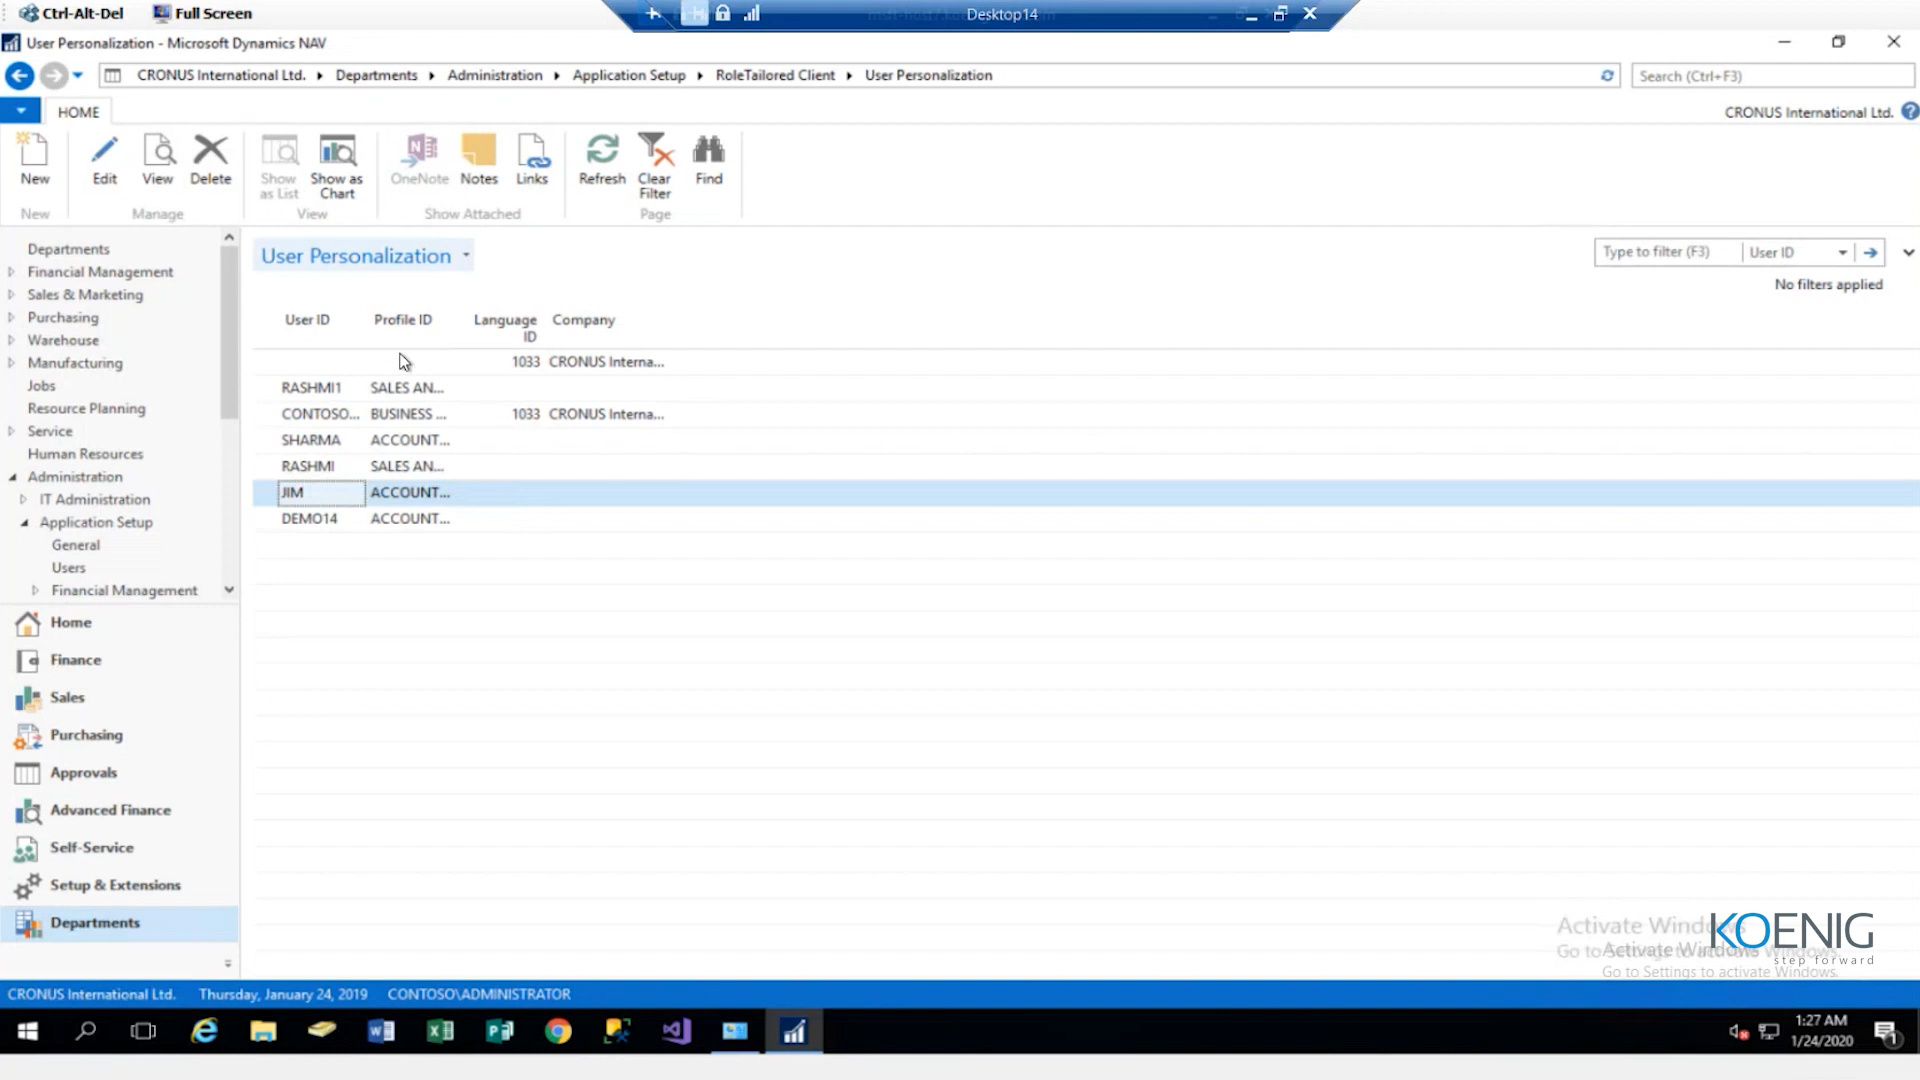 Ctrl-Alt-Del Full Screen
Desktop14
User Personalization - Microsoft Dynamics NAV
CRONUS International Ltd. Departments Administration Application Setup RoleTailored Client User Personalization
Search (Ctrl+F3)
HOME
CRONUS International Ltd.
New Edit View Delete Show as List Show as Chart OneNote Notes Links Refresh Clear Filter Find
New Manage View Show Attached Page
Departments
Financial Management
Sales & Marketing
Purchasing
Warehouse
Manufacturing
Jobs
Resource Planning
Service
Human Resources
Administration
IT Administration
Application Setup
General
Users
Financial Management
Home
Finance
Sales
Purchasing
Approvals
Advanced Finance
Self-Service
Setup & Extensions
Departments
User Personalization
Type to filter (F3) User ID
No filters applied
User ID Profile ID Language ID Company
1033 CRONUS Interna...
RASHMI1 SALES AN...
CONTOSO... BUSINESS ... 1033 CRONUS Interna...
SHARMA ACCOUNT...
RASHMI SALES AN...
JIM ACCOUNT...
DEMO14 ACCOUNT...
Activate Windows
KOENIG
step forward
Go to Settings to activate Windows.
CRONUS International Ltd. Thursday, January 24, 2019 CONTOSO\ADMINISTRATOR
1:27 AM
1/24/2020